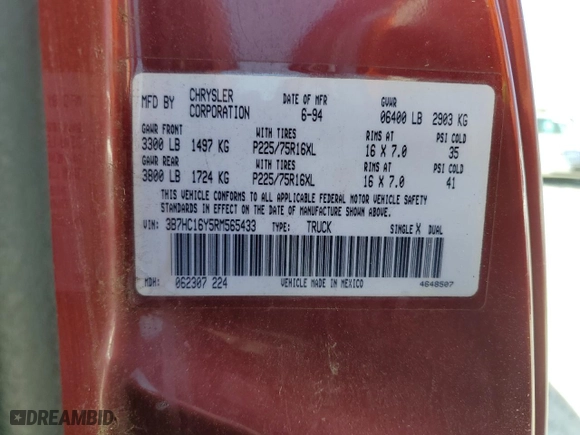 MFD BY CHRYSLER CORPORATION DATE OF MFR 6-94 GVWR 06400 LB 2903 KG
GAWR FRONT WITH TIRES RIMS AT PSI COLD
3300 LB 1497 KG P225/75R16XL 16 X 7.0 35
GAWR REAR WITH TIRES RIMS AT PSI COLD
3800 LB 1724 KG P225/75R16XL 16 X 7.0 41
THIS VEHICLE CONFORMS TO ALL APPLICABLE FEDERAL MOTOR VEHICLE SAFETY
STANDARDS IN EFFECT ON THE DATE OF MANUFACTURE SHOWN ABOVE
VIN: 3B7HC16Y5RM565433 TYPE: TRUCK SINGLE X DUAL
MDH: 062307 224 VEHICLE MADE IN MEXICO 4648507
DREAMBID